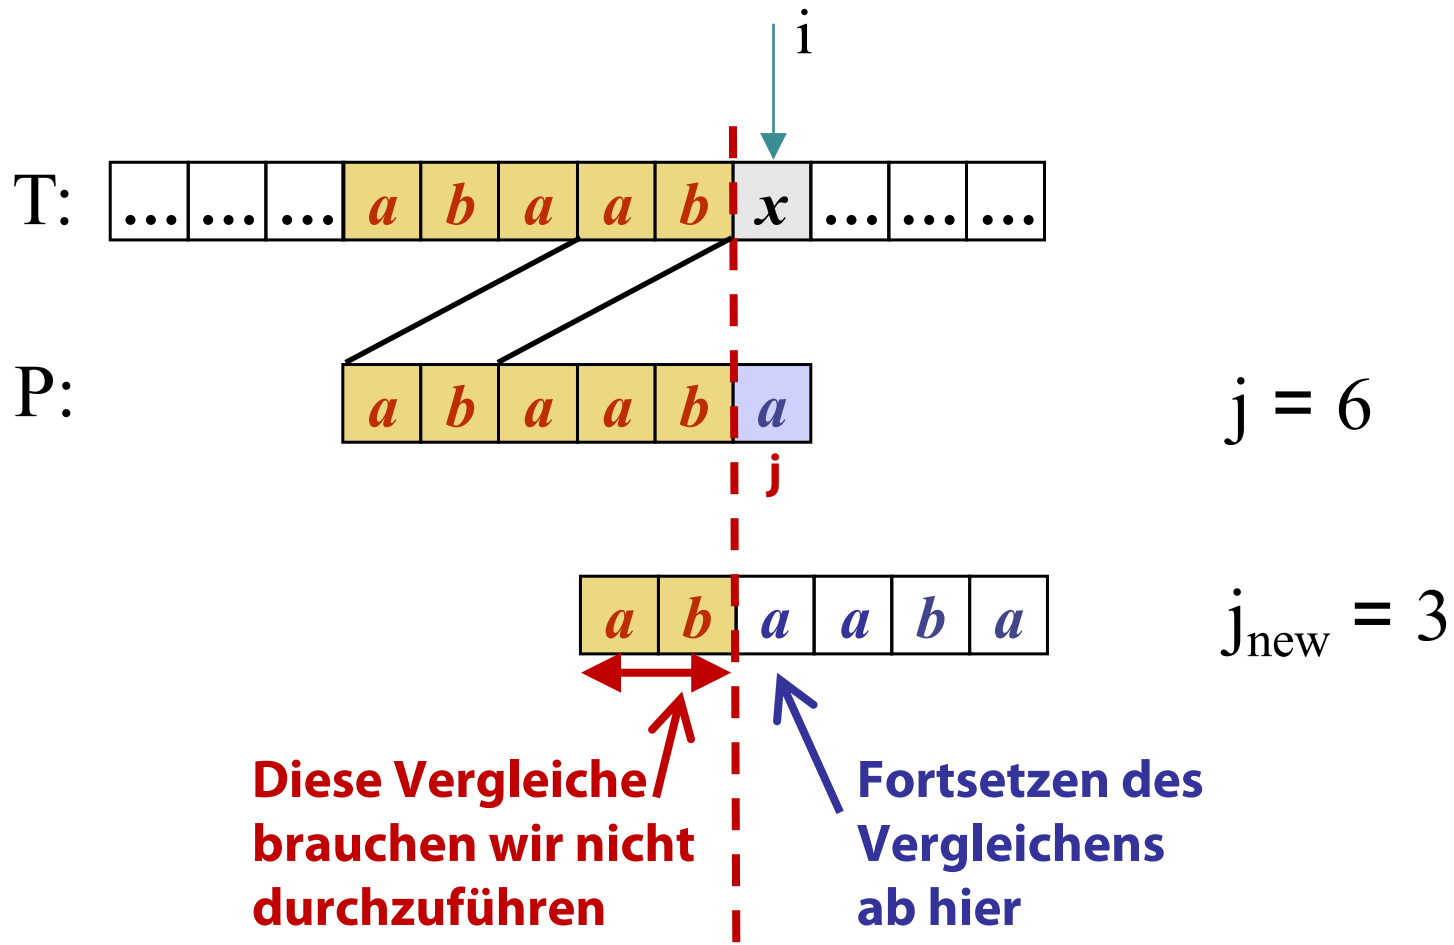 i
T: ... ... ... a b a a b x ... ... ...
P: a b a a b a j = 6
j
a b a a b a jnew = 3
Diese Vergleiche
brauchen wir nicht
durchzuführen
Fortsetzen des
Vergleichens
ab hier